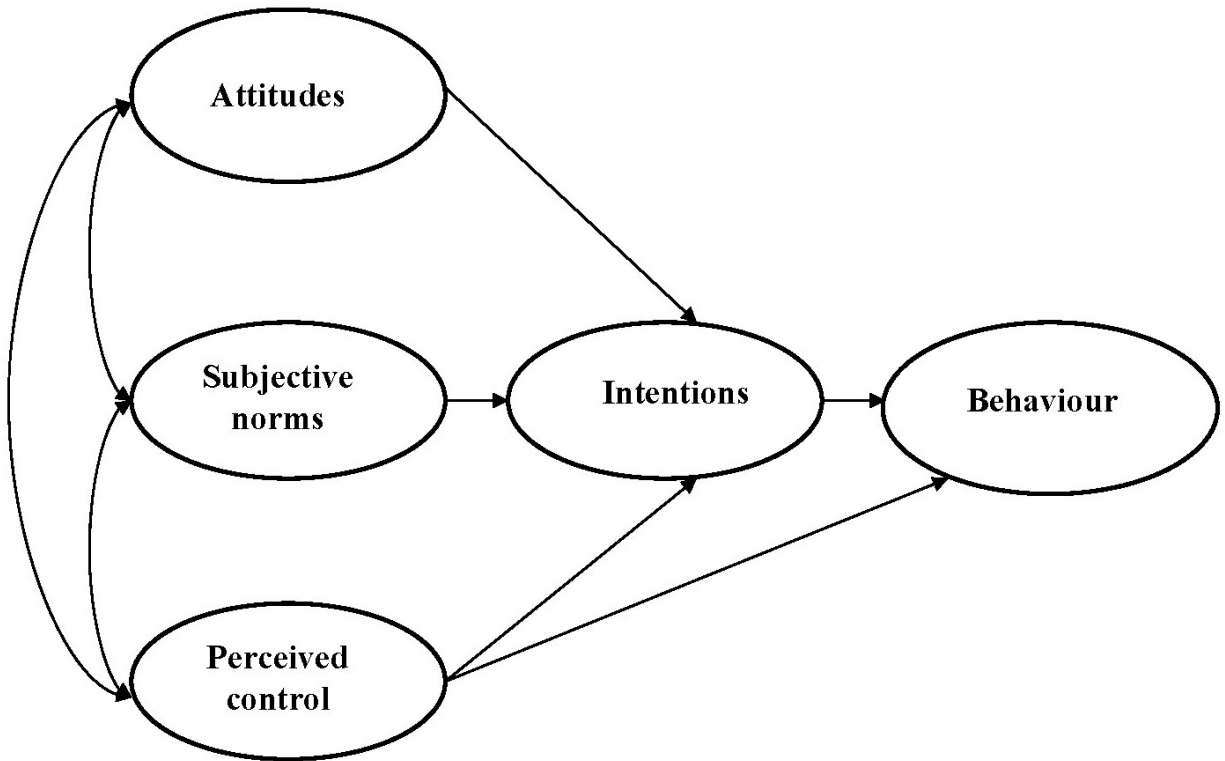 Attitudes
Subjective
norms
Intentions
Behaviour
Perceived
control